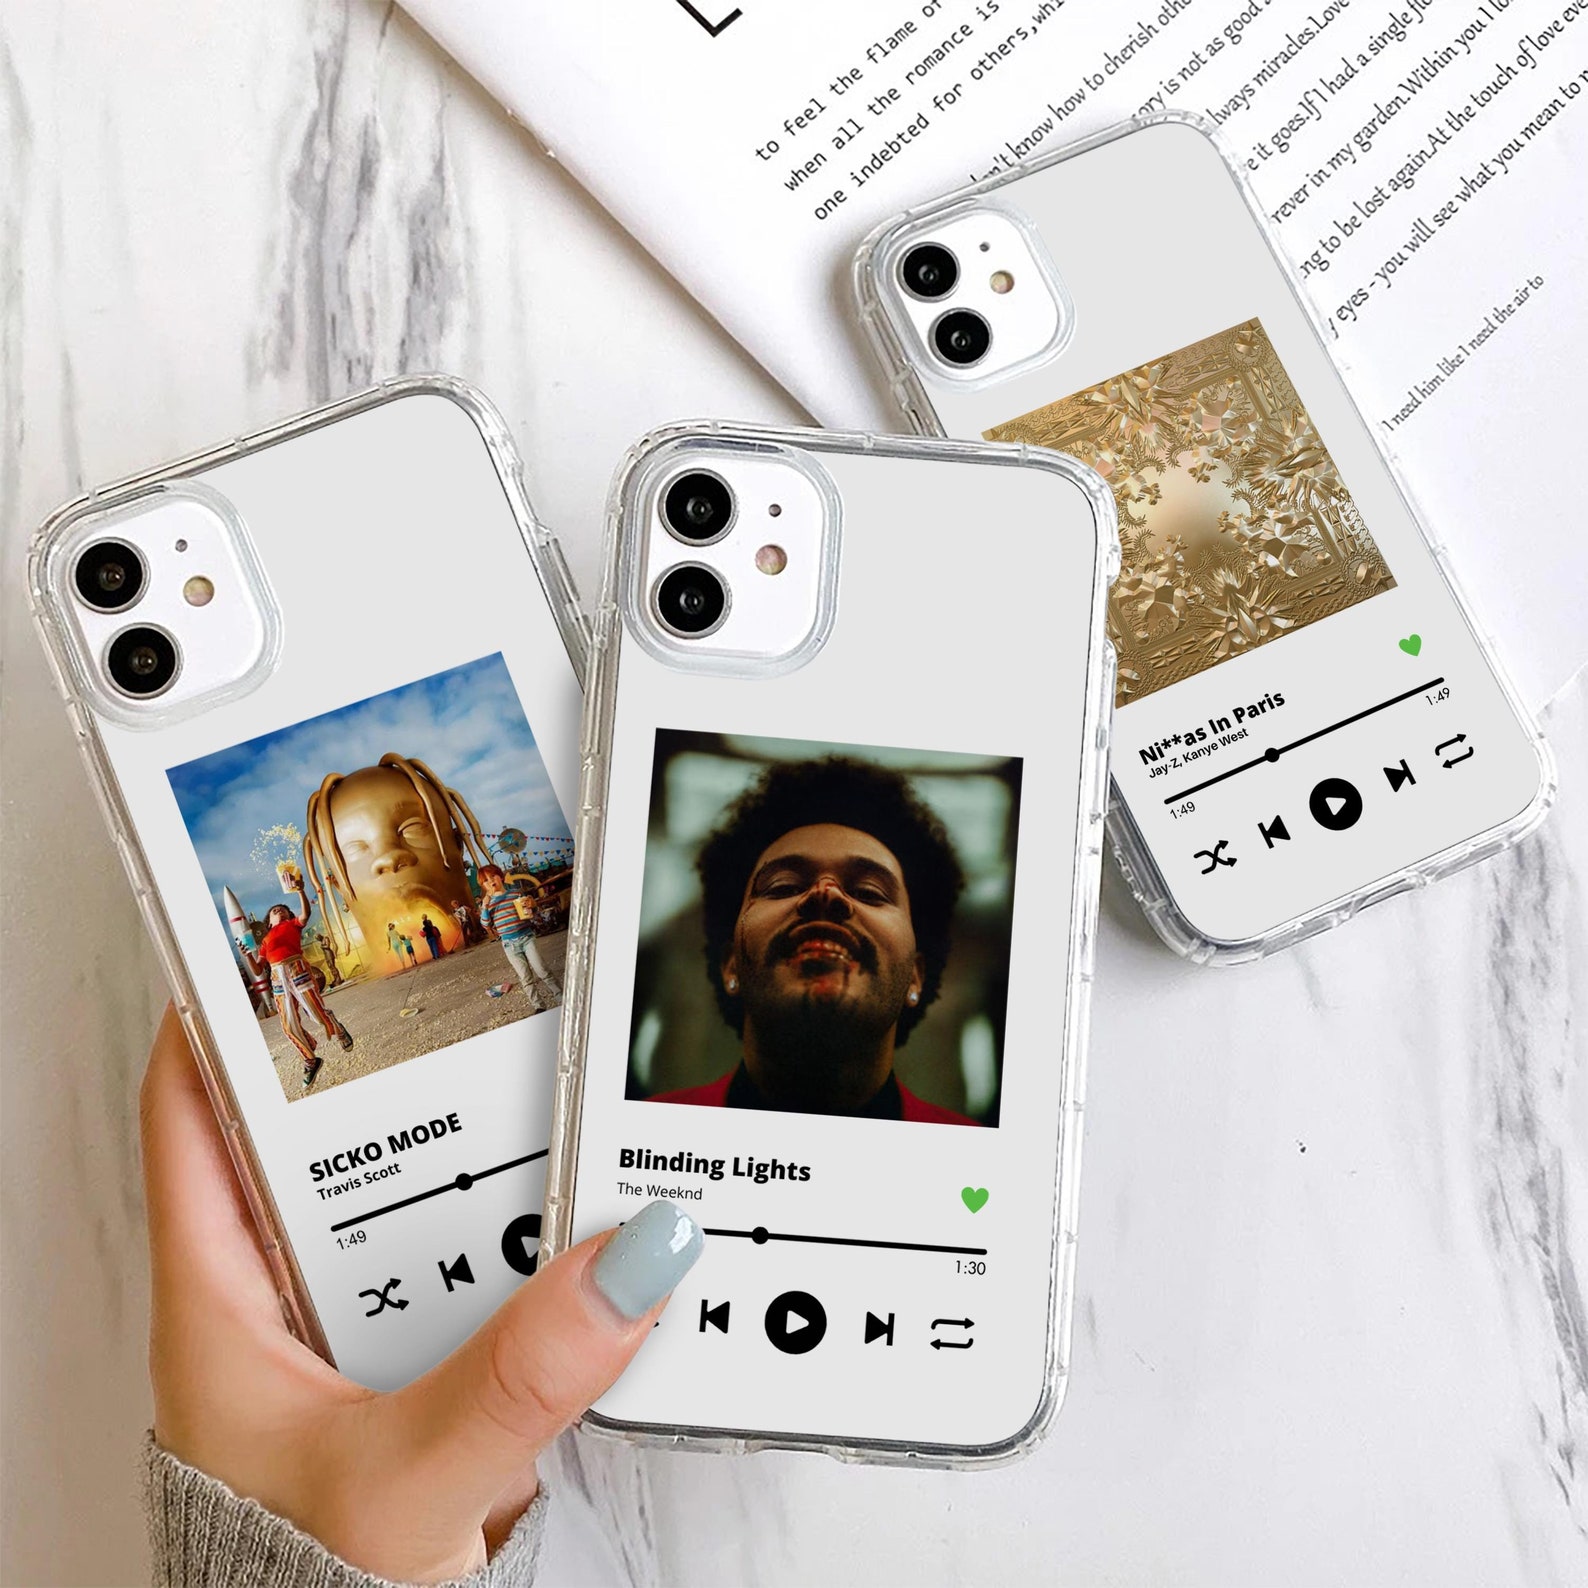 to feel the flame of
when all the romance is
one indebted for others,whi
n't know how to cherish oth
ory is not as good a
lways miracles.Love
e it goes.If I had a single flo
rever in my garden.Within you I lo
ng to be lost again.At the touch of love eve
y eyes - you will see what you mean to
I need him like I need the air to
Ni**as In Paris
Jay-Z, Kanye West
1:49
1:49
SICKO MODE
Travis Scott
1:49
Blinding Lights
The Weeknd
1:30